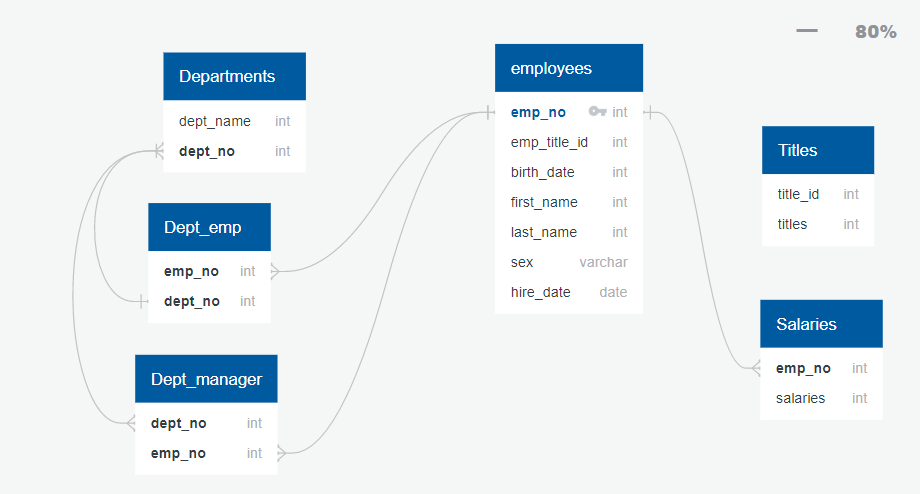 80%
Departments
dept_name int
dept_no int
Dept_emp
emp_no int
dept_no int
Dept_manager
dept_no int
emp_no int
employees
emp_no int
emp_title_id int
birth_date int
first_name int
last_name int
sex varchar
hire_date date
Titles
title_id int
titles int
Salaries
emp_no int
salaries int